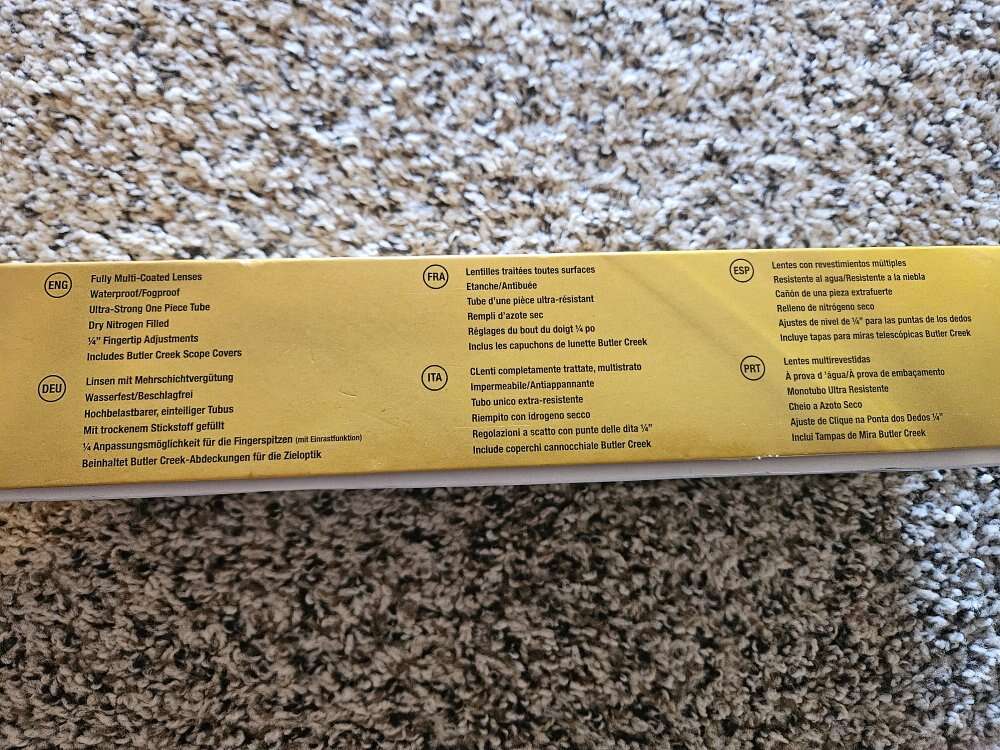 ENG
Fully Multi-Coated Lenses
Waterproof/Fogproof
Ultra-Strong One Piece Tube
Dry Nitrogen Filled
¼" Fingertip Adjustments
Includes Butler Creek Scope Covers
DEU
Linsen mit Mehrschichtvergütung
Wasserfest/Beschlagfrei
Hochbelastbarer, einteiliger Tubus
Mit trockenem Stickstoff gefüllt
¼ Anpassungsmöglichkeit für die Fingerspitzen (mit Einrastfunktion)
Beinhaltet Butler Creek-Abdeckungen für die Zieloptik
FRA
Lentilles traitées toutes surfaces
Etanche/Antibuée
Tube d'une pièce ultra-résistant
Rempli d'azote sec
Réglages du bout du doigt ¼ po
Inclus les capuchons de lunette Butler Creek
ITA
CLenti completamente trattate, multistrato
Impermeabile/Antiappannante
Tubo unico extra-resistente
Riempito con idrogeno secco
Regolazioni a scatto con punte delle dita ¼"
Include coperchi cannocchiale Butler Creek
ESP
Lentes con revestimientos múltiples
Resistente al agua/Resistente a la niebla
Cañón de una pieza extrafuerte
Relleno de nitrógeno seco
Ajustes de nivel de ¼" para las puntas de los dedos
Incluye tapas para miras telescópicas Butler Creek
PRT
Lentes multirevestidas
À prova d 'água/À prova de embaçamento
Monotubo Ultra Resistente
Cheio a Azoto Seco
Ajuste de Clique na Ponta dos Dedos ¼"
Inclui Tampas de Mira Butler Creek